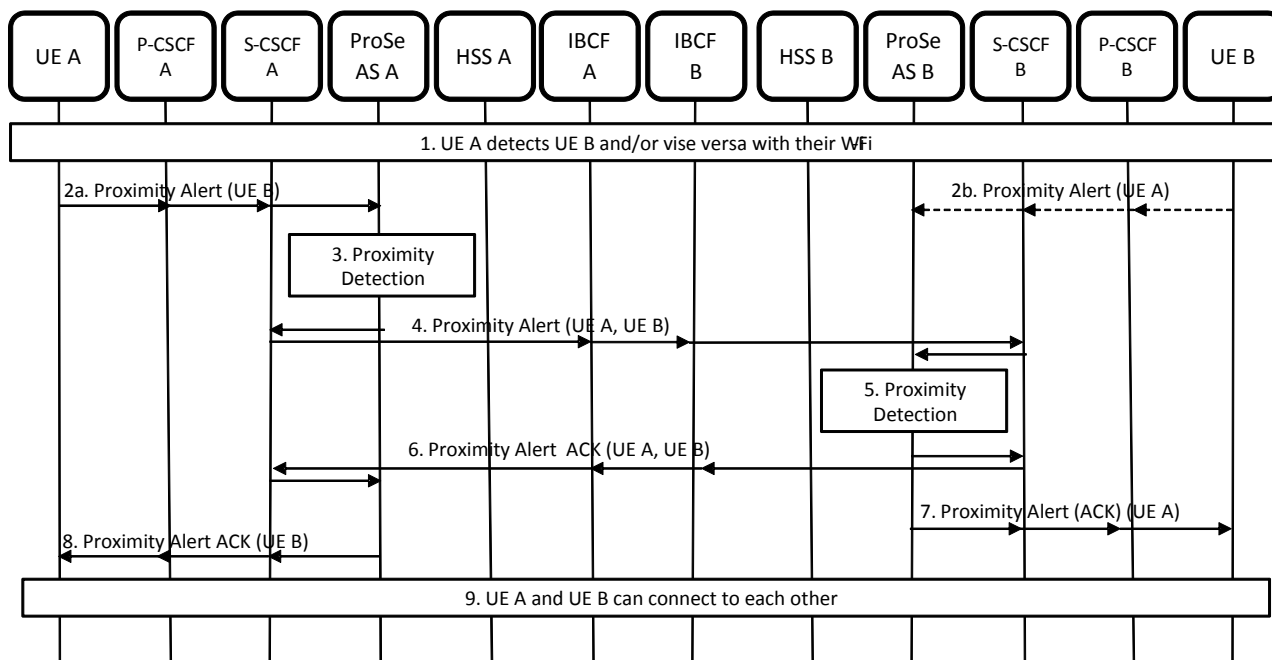 UE A
P-CSCF
A
S-CSCF
A
ProSe
AS A
HSS A
IBCF
A
IBCF
B
HSS B
ProSe
AS B
S-CSCF
B
P-CSCF
B
UE B
1. UE A detects UE B and/or vise versa with their WiFi
2a. Proximity Alert (UE B)
2b. Proximity Alert (UE A)
3. Proximity
Detection
4. Proximity Alert (UE A, UE B)
5. Proximity
Detection
6. Proximity Alert ACK (UE A, UE B)
7. Proximity Alert (ACK) (UE A)
8. Proximity Alert ACK (UE B)
9. UE A and UE B can connect to each other